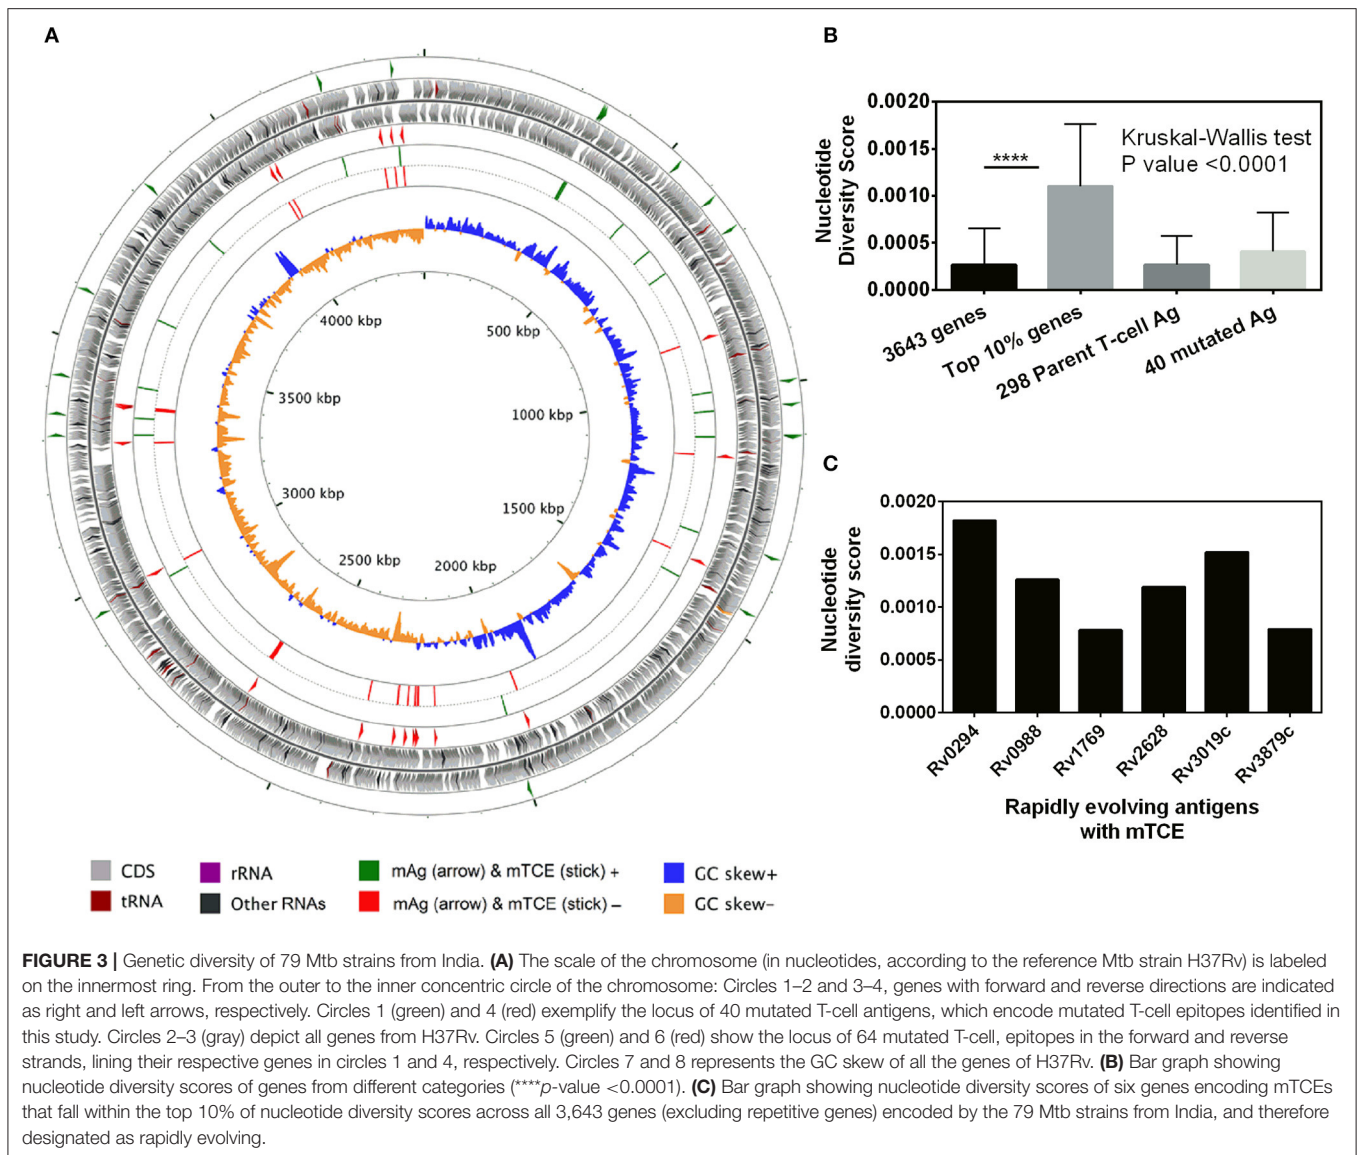 A
4000 kbp
500 kbp
3500 kbp
1000 kbp
3000 kbp
1500 kbp
2500 kbp
2000 kbp
CDS
rRNA
mAg (arrow) & mTCE (stick) +
GC skew+
tRNA
Other RNAs
mAg (arrow) & mTCE (stick) –
GC skew–
B
Nucleotide
Diversity Score
0.0020
0.0015
0.0010
0.0005
0.0000
****
Kruskal-Wallis test
P value <0.0001
3643 genes
Top 10% genes
298 Parent T-cell Ag
40 mutated Ag
C
Nucleotide
diversity score
0.0020
0.0015
0.0010
0.0005
0.0000
Rv0294
Rv0988
Rv1769
Rv2628
Rv3019c
Rv3879c
Rapidly evolving antigens
with mTCE
FIGURE 3 | Genetic diversity of 79 Mtb strains from India. (A) The scale of the chromosome (in nucleotides, according to the reference Mtb strain H37Rv) is labeled
on the innermost ring. From the outer to the inner concentric circle of the chromosome: Circles 1–2 and 3–4, genes with forward and reverse directions are indicated
as right and left arrows, respectively. Circles 1 (green) and 4 (red) exemplify the locus of 40 mutated T-cell antigens, which encode mutated T-cell epitopes identified in
this study. Circles 2–3 (gray) depict all genes from H37Rv. Circles 5 (green) and 6 (red) show the locus of 64 mutated T-cell, epitopes in the forward and reverse
strands, lining their respective genes in circles 1 and 4, respectively. Circles 7 and 8 represents the GC skew of all the genes of H37Rv. (B) Bar graph showing
nucleotide diversity scores of genes from different categories (****p-value <0.0001). (C) Bar graph showing nucleotide diversity scores of six genes encoding mTCEs
that fall within the top 10% of nucleotide diversity scores across all 3,643 genes (excluding repetitive genes) encoded by the 79 Mtb strains from India, and therefore
designated as rapidly evolving.